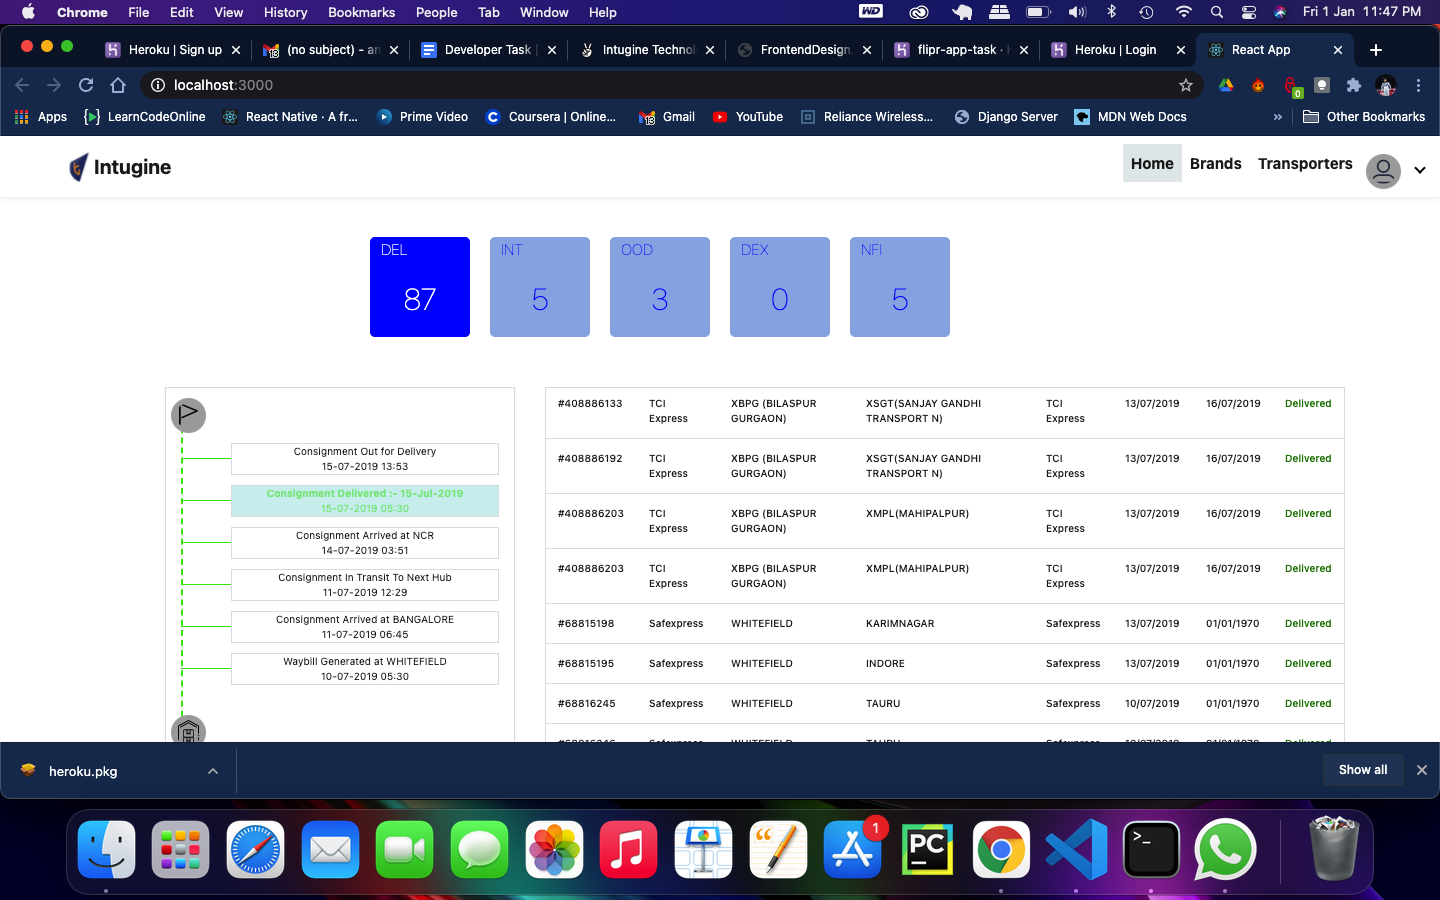 Chrome File Edit View History Bookmarks People Tab Window Help WD Fri 1 Jan 11:47 PM
Heroku | Sign up (no subject) - an Developer Task Intugine Technol FrontendDesign flipr-app-task · Heroku | Login React App
localhost:3000 0
Apps LearnCodeOnline React Native · A fr... Prime Video Coursera | Online... 13 Gmail YouTube Reliance Wireless... Django Server MDN Web Docs » Other Bookmarks
Intugine Home Brands Transporters
DEL INT OOD DEX NFI
87 5 3 0 5
Consignment Out for Delivery
15-07-2019 13:53
Consignment Delivered :- 15-Jul-2019
15-07-2019 05:30
Consignment Arrived at NCR
14-07-2019 03:51
Consignment In Transit To Next Hub
11-07-2019 12:29
Consignment Arrived at BANGALORE
11-07-2019 06:45
Waybill Generated at WHITEFIELD
10-07-2019 05:30
#408886133 TCI XBPG (BILASPUR XSGT(SANJAY GANDHI TCI 13/07/2019 16/07/2019 Delivered
Express GURGAON) TRANSPORT N) Express
#408886192 TCI XBPG (BILASPUR XSGT(SANJAY GANDHI TCI 13/07/2019 16/07/2019 Delivered
Express GURGAON) TRANSPORT N) Express
#408886203 TCI XBPG (BILASPUR XMPL(MAHIPALPUR) TCI 13/07/2019 16/07/2019 Delivered
Express GURGAON) Express
#408886203 TCI XBPG (BILASPUR XMPL(MAHIPALPUR) TCI 13/07/2019 16/07/2019 Delivered
Express GURGAON) Express
#68815198 Safexpress WHITEFIELD KARIMNAGAR Safexpress 13/07/2019 01/01/1970 Delivered
#68815195 Safexpress WHITEFIELD INDORE Safexpress 13/07/2019 01/01/1970 Delivered
#68816245 Safexpress WHITEFIELD TAURU Safexpress 10/07/2019 01/01/1970 Delivered
heroku.pkg Show all
1
PC